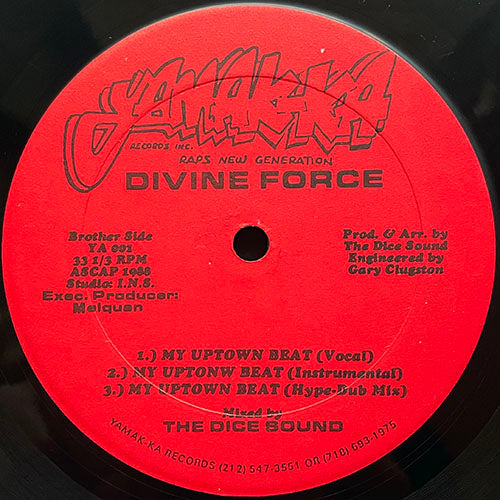 YAMAK-KA
RECORDS INC.
RAPS NEW GENERATION
DIVINE FORCE
Brother Side
YA 001
33 1/3 RPM
ASCAP 1988
Studio: I.N.S.
Exec. Producer:
Melquan
Prod. & Arr. by
The Dice Sound
Engineered by
Gary Clugston
1.) MY UPTOWN BEAT (Vocal)
2.) MY UPTONW BEAT (Instrumental)
3.) MY UPTOWN BEAT (Hype-Dub Mix)
Mixed by
THE DICE SOUND
YAMAK-KA RECORDS (212) 547-3551 OR (718) 693-1975